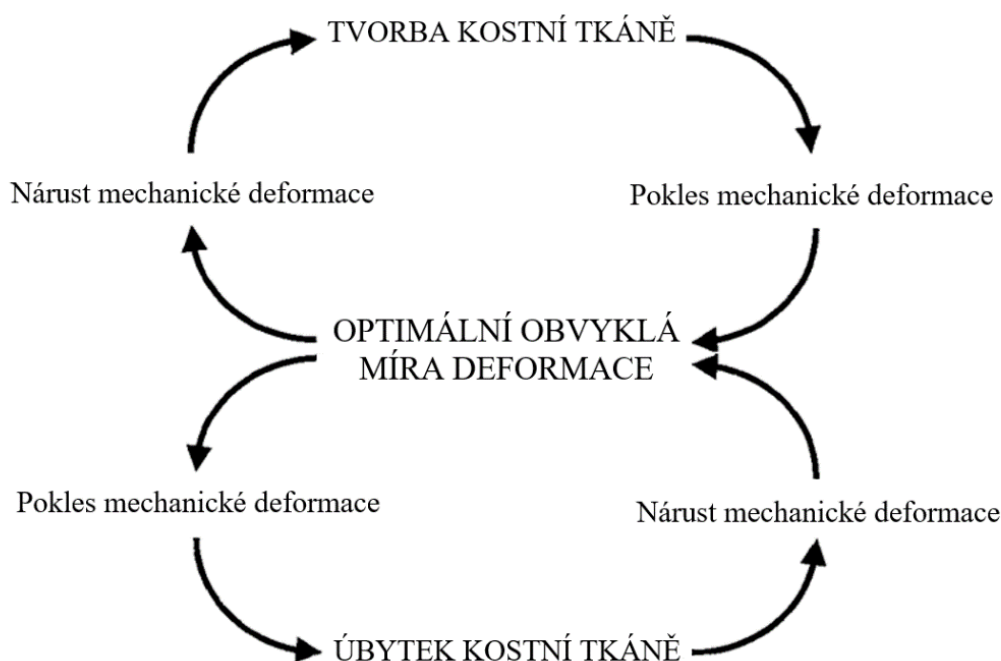 TVORBA KOSTNÍ TKÁNĚ
Nárust mechanické deformace
Pokles mechanické deformace
OPTIMÁLNÍ OBVYKLÁ
MÍRA DEFORMACE
Pokles mechanické deformace
Nárust mechanické deformace
ÚBYTEK KOSTNÍ TKÁNĚ